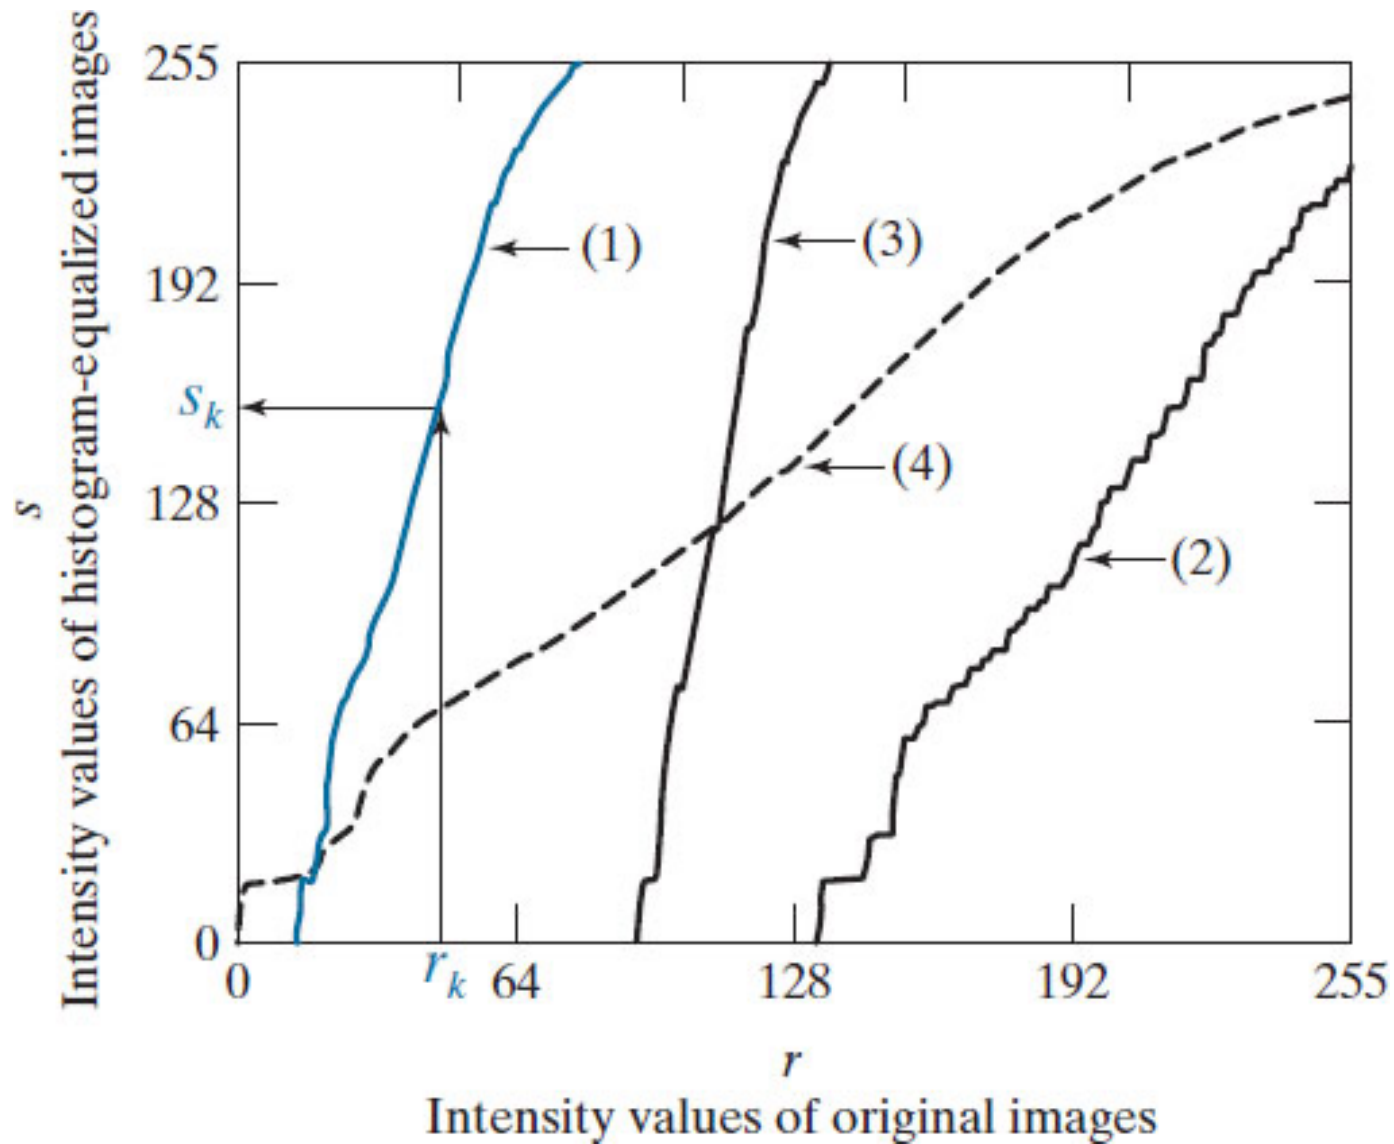 Intensity values of histogram-equalized images
s
255
192
s_k
128
64
0
(1)
(3)
(4)
(2)
0
r_k
64
128
192
255
r
Intensity values of original images